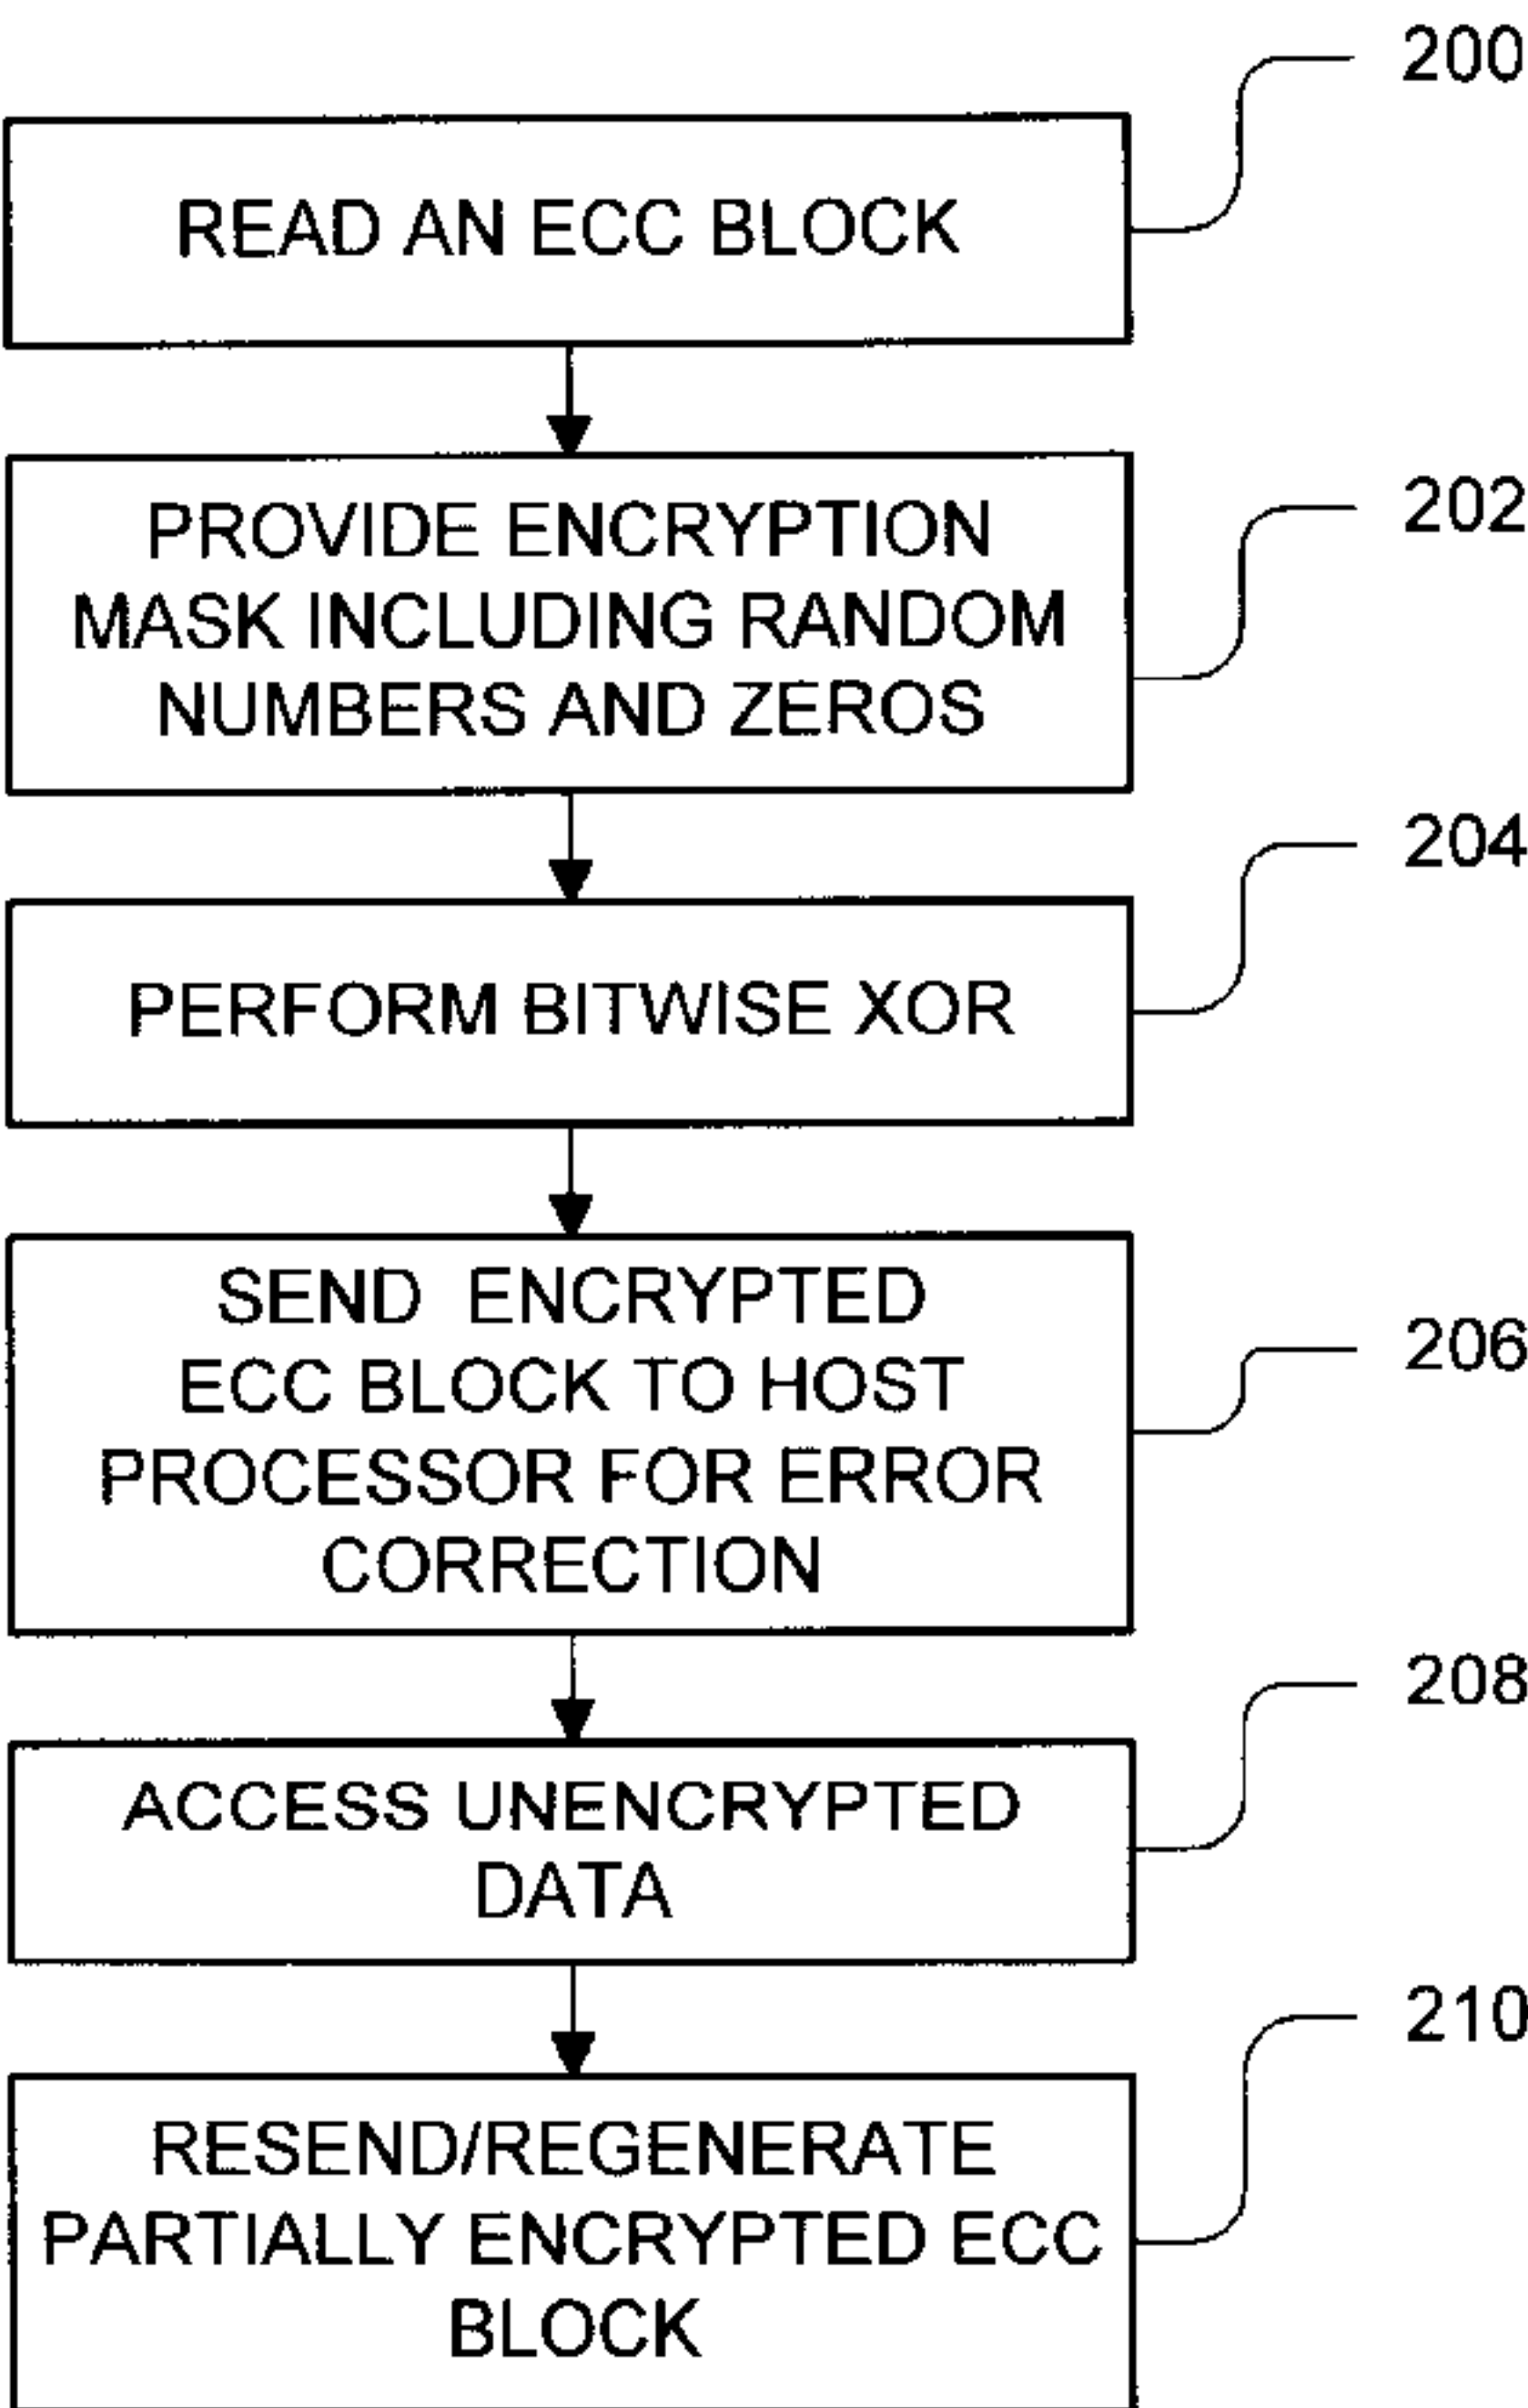 200
READ AN ECC BLOCK
202
PROVIDE ENCRYPTION
MASK INCLUDING RANDOM
NUMBERS AND ZEROS
204
PERFORM BITWISE XOR
206
SEND ENCRYPTED
ECC BLOCK TO HOST
PROCESSOR FOR ERROR
CORRECTION
208
ACCESS UNENCRYPTED
DATA
210
RESEND/REGENERATE
PARTIALLY ENCRYPTED ECC
BLOCK